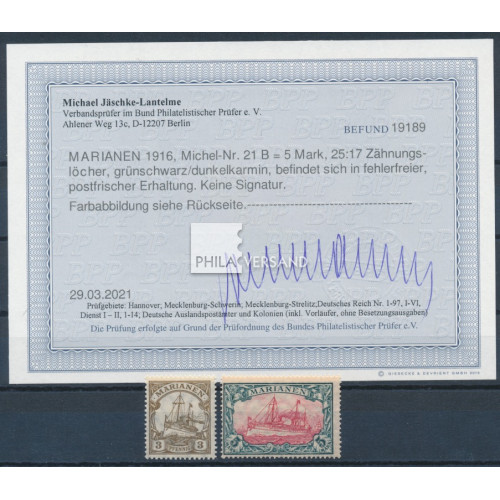 Michael Jäschke-Lantelme
Verbandsprüfer im Bund Philatelistischer Prüfer e. V.
Ahlener Weg 13c, D-12207 Berlin
BEFUND 19189
MARIANEN 1916, Michel-Nr. 21 B = 5 Mark, 25:17 Zähnungs-
löcher, grünschwarz/dunkelkarmin, befindet sich in fehlerfreier,
postfrischer Erhaltung. Keine Signatur.
Farbabbildung siehe Rückseite.
PHILA VERSAND
29.03.2021
Prüfgebiete: Hannover, Mecklenburg-Schwerin, Mecklenburg-Strelitz, Deutsches Reich Nr. 1-97, I-VI,
Dienst I – II, 1-14; Deutsche Auslandspostämter und Kolonien (inkl. Vorläufer, ohne Besetzungsausgaben)
Die Prüfung erfolgte auf Grund der Prüfordnung des Bundes Philatelistischer Prüfer e.V.
MARIANEN
3 3
MARIANEN
5